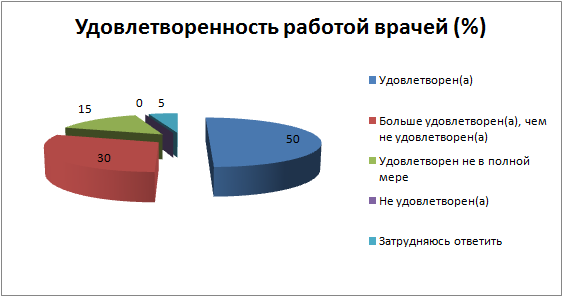 Удовлетворенность работой врачей (%)
15
0
5
50
30
Удовлетворен(а)
Больше удовлетворен(а), чем
не удовлетворен(а)
Удовлетворен не в полной
мере
Не удовлетворен(а)
Затрудняюсь ответить